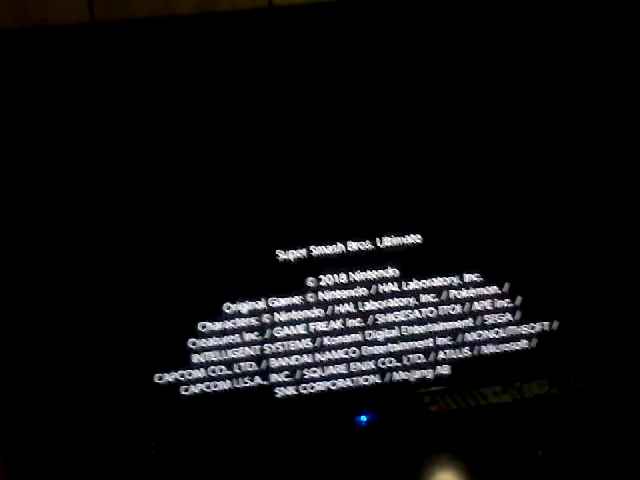 Super Smash Bros. Ultimate
© 2018 Nintendo
Original Game: © Nintendo / HAL Laboratory, Inc.
Characters: © Nintendo / HAL Laboratory, Inc. / Pokémon. /
Creatures Inc. / GAME FREAK inc. / SHIGESATO ITOI / APE inc. /
INTELLIGENT SYSTEMS / Konami Digital Entertainment / SEGA /
CAPCOM CO., LTD. / BANDAI NAMCO Entertainment Inc. / MONOLITHSOFT /
CAPCOM U.S.A., INC. / SQUARE ENIX CO., LTD. / ATLUS. / Microsoft /
SNK CORPORATION. / Mojang AB